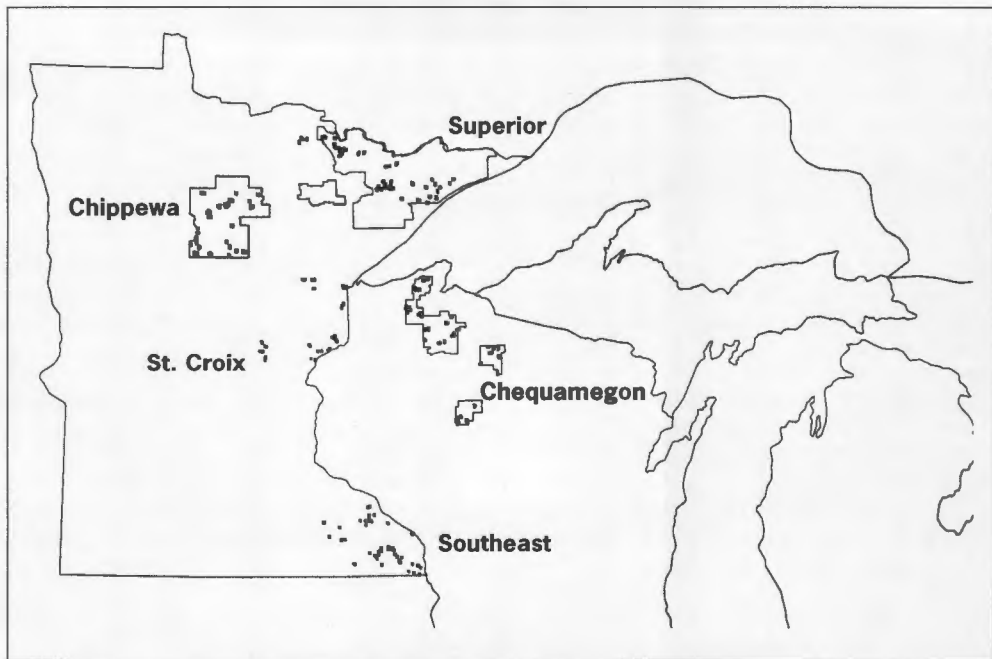 Superior
Chippewa
St. Croix
Chequamegon
Southeast